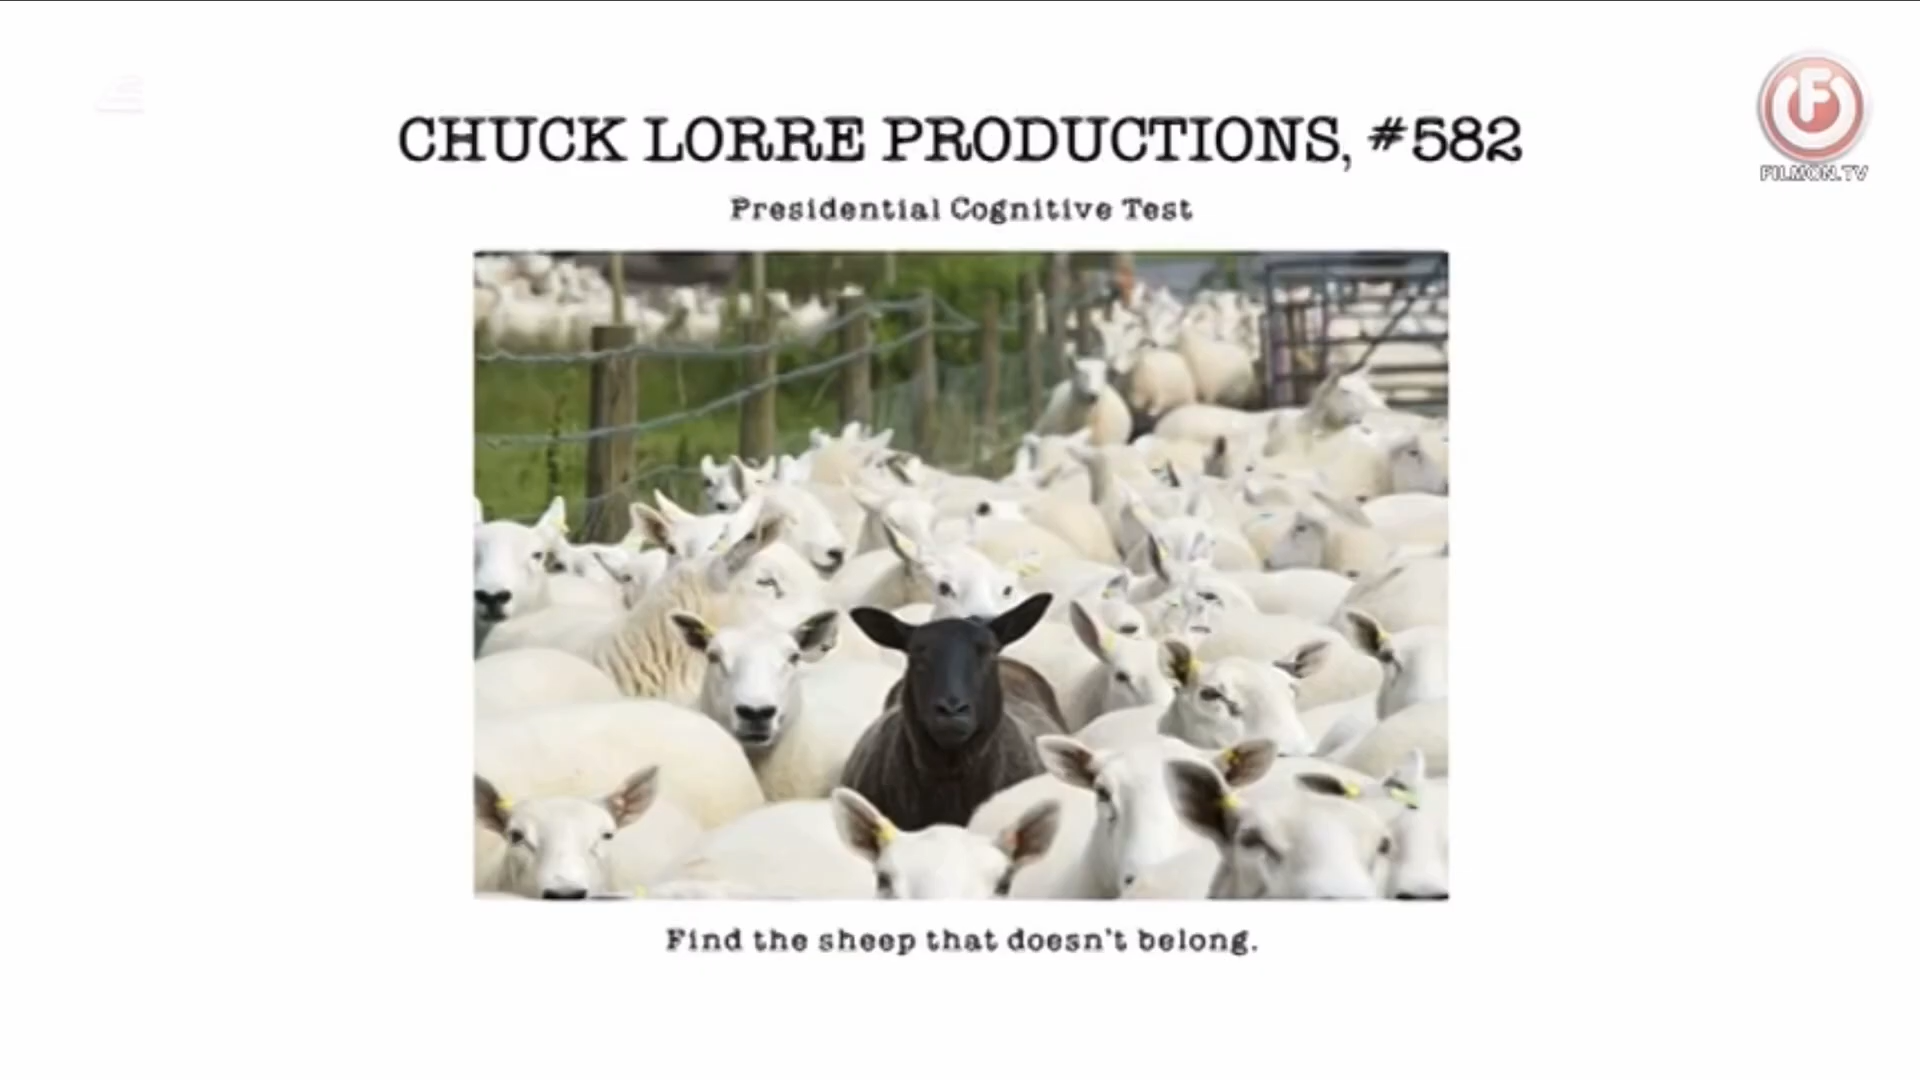 CHUCK LORRE PRODUCTIONS, #582
FILMON.TV
Presidential Cognitive Test
Find the sheep that doesn't belong.